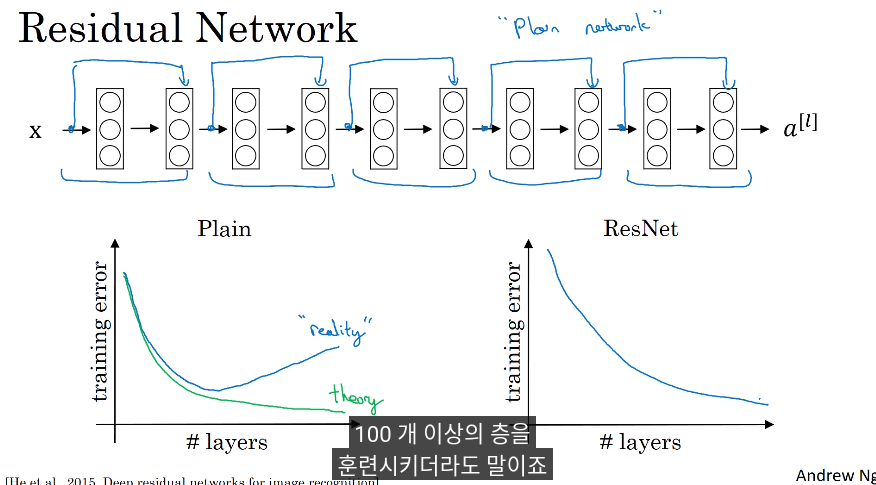 Residual Network
"Plain network"
x
a[l]
Plain
ResNet
training error
"reality"
theory
# layers
training error
# layers
100 개 이상의 층을
훈련시키더라도 말이죠
[He et al., 2015. Deep residual networks for image recognition]
Andrew Ng